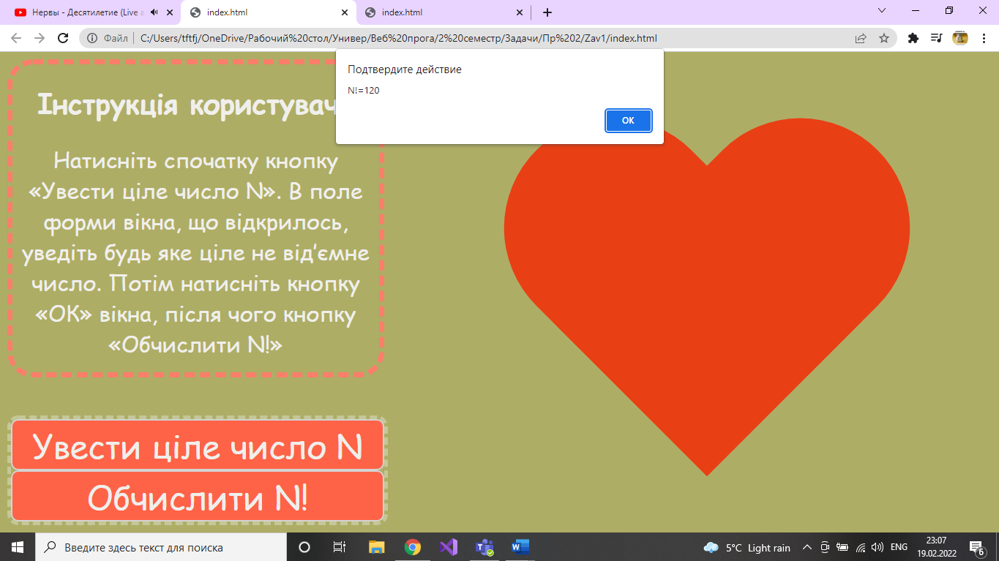 Нервы - Десятилетие (Live a
index.html
index.html
Файл
C:/Users/tftfj/OneDrive/Рабочий%20стол/Универ/Веб%20прога/2%20семестр/Задачи/Пр%202/Zav1/index.html
Подтвердите действие
N!=120
ОК
Інструкція користувач
Натисніть спочатку кнопку
«Увести ціле число N». В поле
форми вікна, що відкрилось,
уведіть будь яке ціле не від’ємне
число. Потім натисніть кнопку
«ОК» вікна, після чого кнопку
«Обчислити N!»
Увести ціле число N
Обчислити N!
Введите здесь текст для поиска
5°C Light rain
ENG
23:07
19.02.2022
6